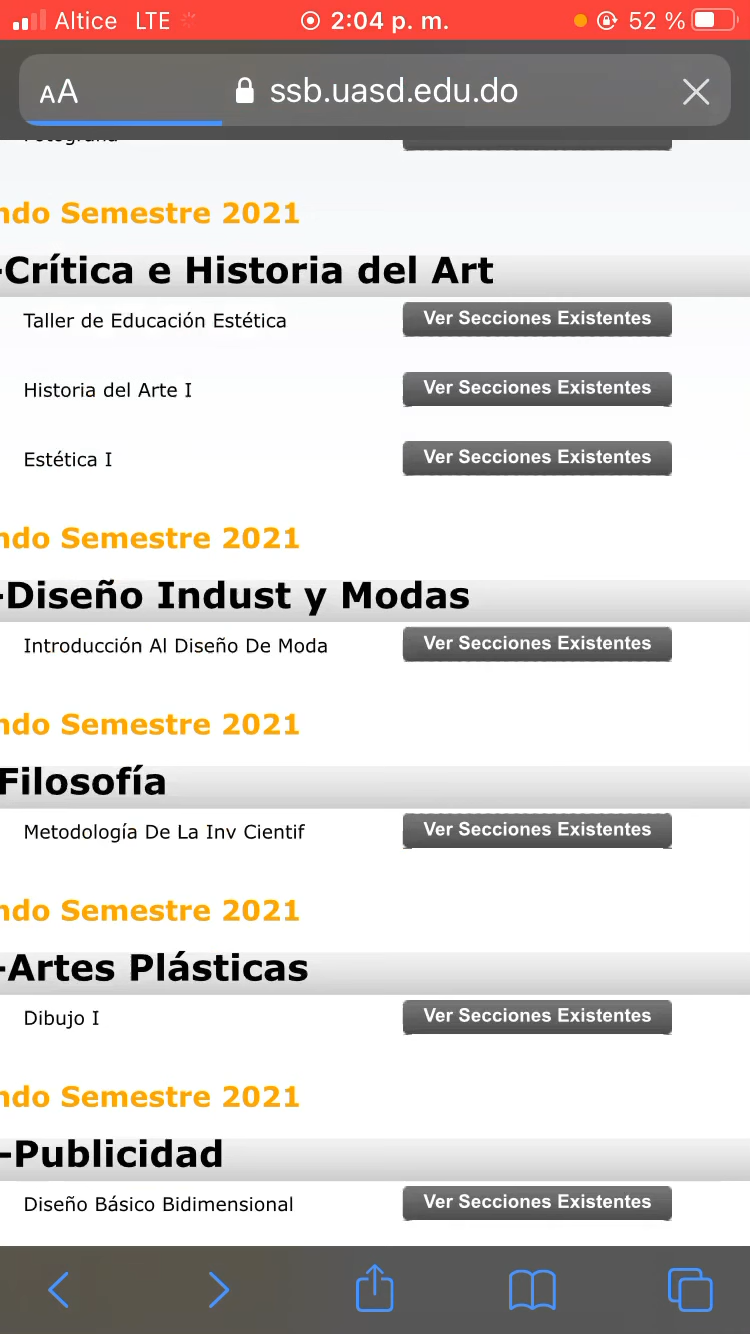 Altice LTE 2:04 p. m. 52 %
AA ssb.uasd.edu.do
ndo Semestre 2021
-Crítica e Historia del Art
Taller de Educación Estética Ver Secciones Existentes
Historia del Arte I Ver Secciones Existentes
Estética I Ver Secciones Existentes
ndo Semestre 2021
-Diseño Indust y Modas
Introducción Al Diseño De Moda Ver Secciones Existentes
ndo Semestre 2021
Filosofía
Metodología De La Inv Cientif Ver Secciones Existentes
ndo Semestre 2021
-Artes Plásticas
Dibujo I Ver Secciones Existentes
ndo Semestre 2021
-Publicidad
Diseño Básico Bidimensional Ver Secciones Existentes